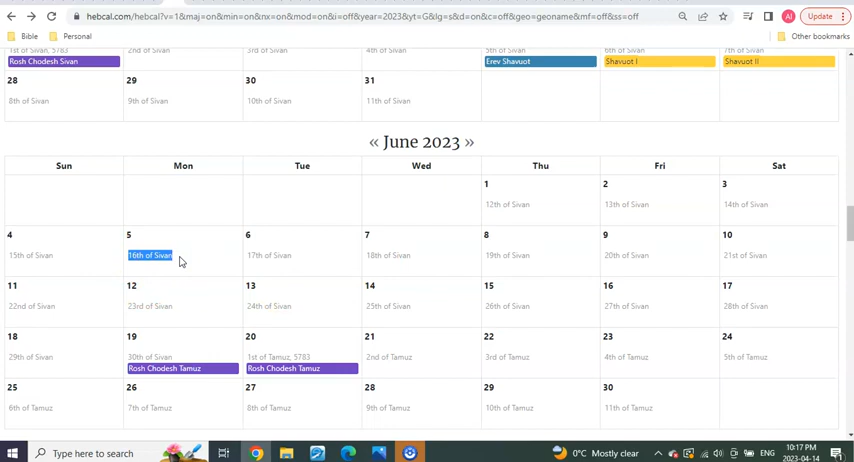 hebcal.com/hebcal?v=1&maj=on&min=on&nx=on&mod=on&i=off&year=2023&yt=G&lg=s&d=on&c=off&geo=geoname&mf=off&ss=off
AI
Update
Bible
Personal
Other bookmarks
1st of Sivan, 5783
2nd of Sivan
3rd of Sivan
4th of Sivan
5th of Sivan
6th of Sivan
7th of Sivan
Rosh Chodesh Sivan
Erev Shavuot
Shavuot I
Shavuot II
28
29
30
31
8th of Sivan
9th of Sivan
10th of Sivan
11th of Sivan
« June 2023 »
Sun
Mon
Tue
Wed
Thu
Fri
Sat
1
2
3
12th of Sivan
13th of Sivan
14th of Sivan
4
5
6
7
8
9
10
15th of Sivan
16th of Sivan
17th of Sivan
18th of Sivan
19th of Sivan
20th of Sivan
21st of Sivan
11
12
13
14
15
16
17
22nd of Sivan
23rd of Sivan
24th of Sivan
25th of Sivan
26th of Sivan
27th of Sivan
28th of Sivan
18
19
20
21
22
23
24
29th of Sivan
30th of Sivan
1st of Tamuz, 5783
2nd of Tamuz
3rd of Tamuz
4th of Tamuz
5th of Tamuz
Rosh Chodesh Tamuz
Rosh Chodesh Tamuz
25
26
27
28
29
30
6th of Tamuz
7th of Tamuz
8th of Tamuz
9th of Tamuz
10th of Tamuz
11th of Tamuz
Type here to search
0°C Mostly clear
ENG
10:17 PM
2023-04-14